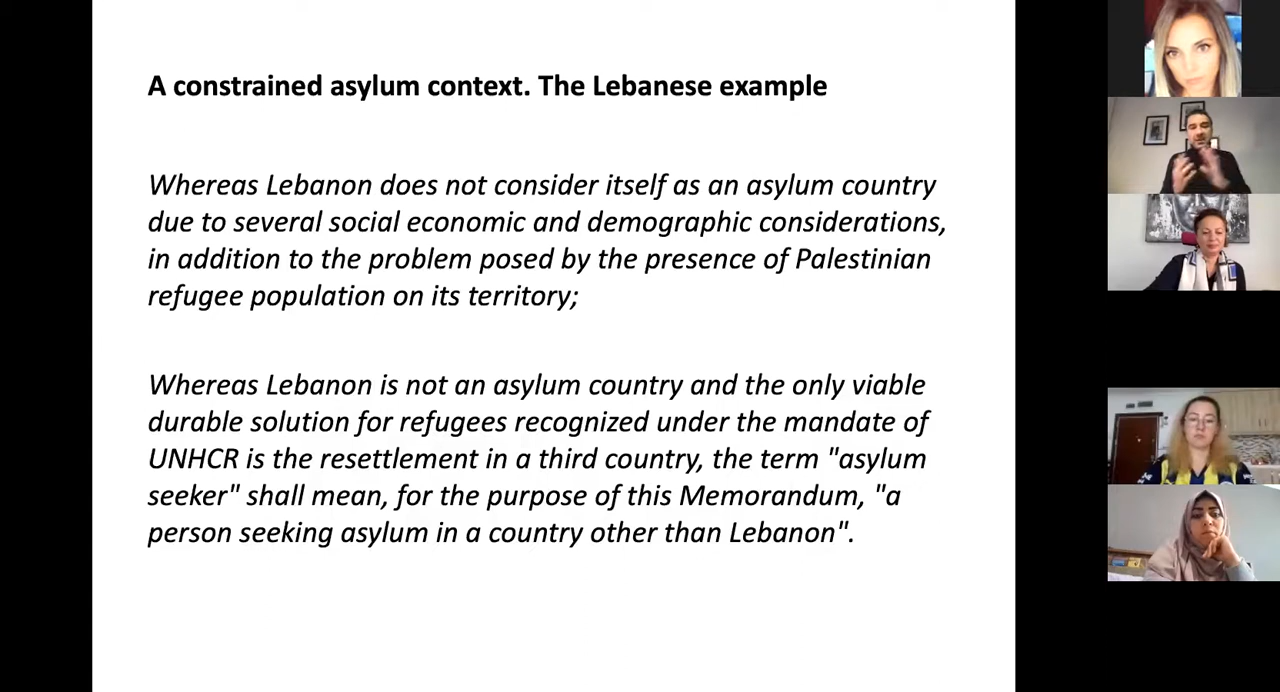 A constrained asylum context. The Lebanese example
Whereas Lebanon does not consider itself as an asylum country
due to several social economic and demographic considerations,
in addition to the problem posed by the presence of Palestinian
refugee population on its territory;
Whereas Lebanon is not an asylum country and the only viable
durable solution for refugees recognized under the mandate of
UNHCR is the resettlement in a third country, the term "asylum
seeker" shall mean, for the purpose of this Memorandum, "a
person seeking asylum in a country other than Lebanon".